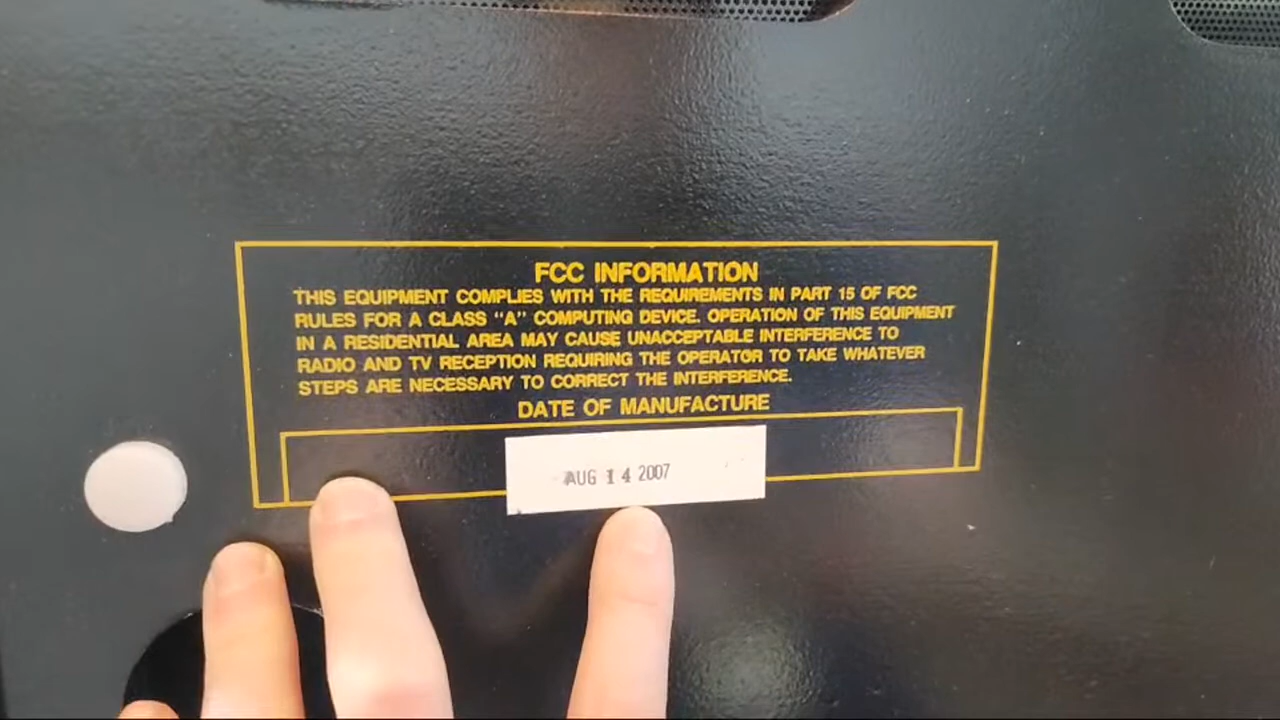 FCC INFORMATION
THIS EQUIPMENT COMPLIES WITH THE REQUIREMENTS IN PART 15 OF FCC
RULES FOR A CLASS “A” COMPUTING DEVICE. OPERATION OF THIS EQUIPMENT
IN A RESIDENTIAL AREA MAY CAUSE UNACCEPTABLE INTERFERENCE TO
RADIO AND TV RECEPTION REQUIRING THE OPERATOR TO TAKE WHATEVER
STEPS ARE NECESSARY TO CORRECT THE INTERFERENCE.
DATE OF MANUFACTURE
AUG 14 2007